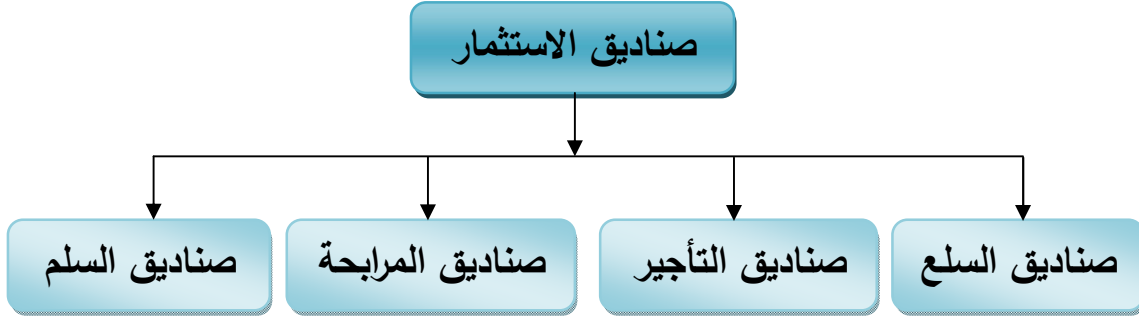 صناديق الاستثمار
صناديق السلع
صناديق التأجير
صناديق المرابحة
صناديق السلم